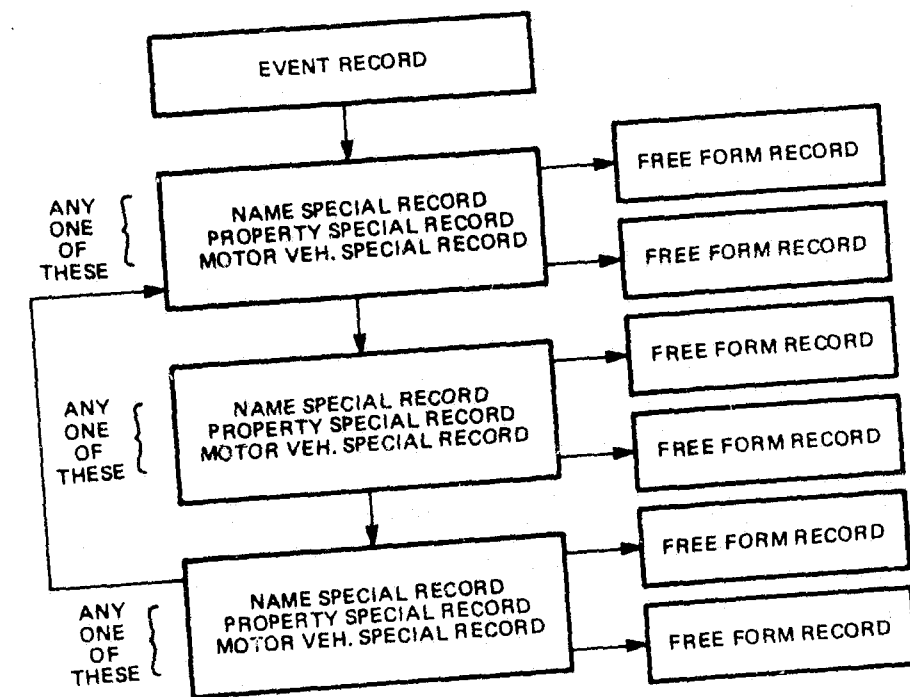 EVENT RECORD
ANY
ONE
OF
THESE
NAME SPECIAL RECORD
PROPERTY SPECIAL RECORD
MOTOR VEH. SPECIAL RECORD
FREE FORM RECORD
FREE FORM RECORD
ANY
ONE
OF
THESE
NAME SPECIAL RECORD
PROPERTY SPECIAL RECORD
MOTOR VEH. SPECIAL RECORD
FREE FORM RECORD
FREE FORM RECORD
ANY
ONE
OF
THESE
NAME SPECIAL RECORD
PROPERTY SPECIAL RECORD
MOTOR VEH. SPECIAL RECORD
FREE FORM RECORD
FREE FORM RECORD